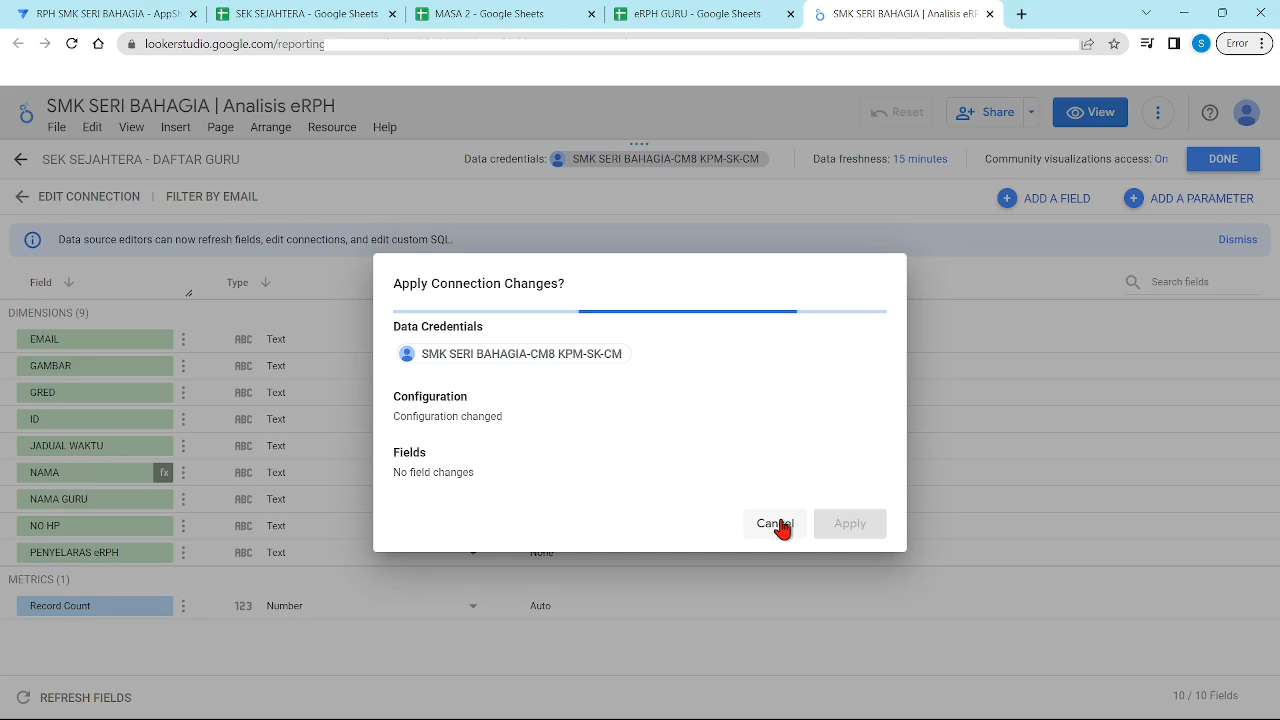 RPH SMK SERI BAHAGIA - AppSh
SEK SEJAHTERA - Google Sheets
MASA 2 - Google Sheets
eRPH GURU - Google Sheets
SMK SERI BAHAGIA | Analisis eRP
lookerstudio.google.com/reporting
S
Error
SMK SERI BAHAGIA | Analisis eRPH
File Edit View Insert Page Arrange Resource Help
Reset
Share
View
SEK SEJAHTERA - DAFTAR GURU
Data credentials: SMK SERI BAHAGIA-CM8 KPM-SK-CM
Data freshness: 15 minutes
Community visualizations access: On
DONE
EDIT CONNECTION | FILTER BY EMAIL
ADD A FIELD
ADD A PARAMETER
Data source editors can now refresh fields, edit connections, and edit custom SQL.
Dismiss
Field
Type
Search fields
DIMENSIONS (9)
EMAIL ABC Text
GAMBAR ABC Text
GRED ABC Text
ID ABC Text
JADUAL WAKTU ABC Text
NAMA fx ABC Text
NAMA GURU ABC Text
NO HP ABC Text
PENYELARAS eRPH ABC Text None
METRICS (1)
Record Count 123 Number Auto
Apply Connection Changes?
Data Credentials
SMK SERI BAHAGIA-CM8 KPM-SK-CM
Configuration
Configuration changed
Fields
No field changes
Cancel
Apply
REFRESH FIELDS
10 / 10 Fields